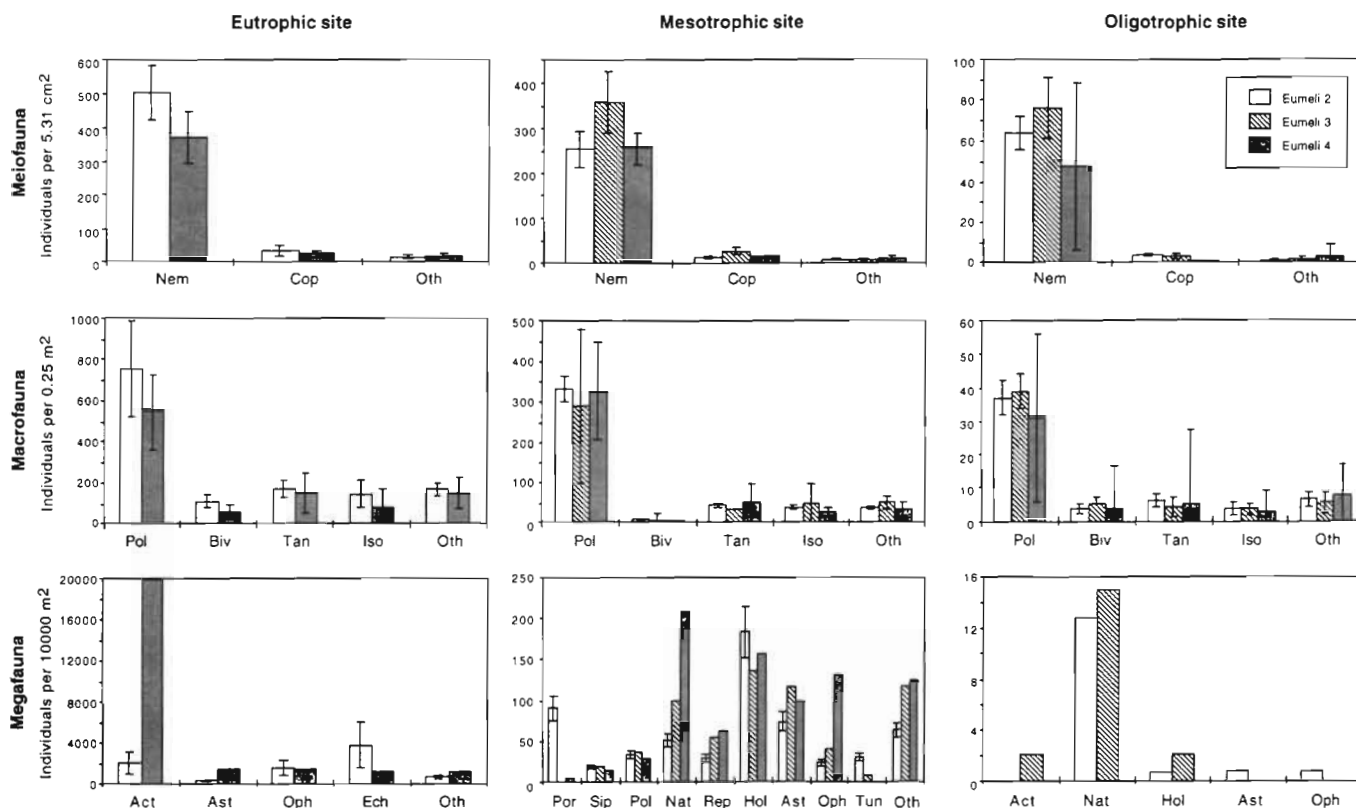 Eutrophic site
Mesotrophic site
Oligotrophic site
Meiofauna
Individuals per 5.31 cm2
600
500
400
300
200
100
0
Nem Cop Oth
400
300
200
100
0
Nem Cop Oth
100
80
60
40
20
0
Nem Cop Oth
Eumeli 2
Eumeli 3
Eumeli 4
Macrofauna
Individuals per 0.25 m2
1000
800
600
400
200
0
Pol Biv Tan Iso Oth
500
400
300
200
100
0
Pol Biv Tan Iso Oth
60
50
40
30
20
10
0
Pol Biv Tan Iso Oth
Megafauna
Individuals per 10000 m2
20000
16000
12000
8000
4000
0
Act Ast Oph Ech Oth
250
200
150
100
50
0
Por Sip Pol Nat Rep Hol Ast Oph Tun Oth
16
12
8
4
0
Act Nat Hol Ast Oph